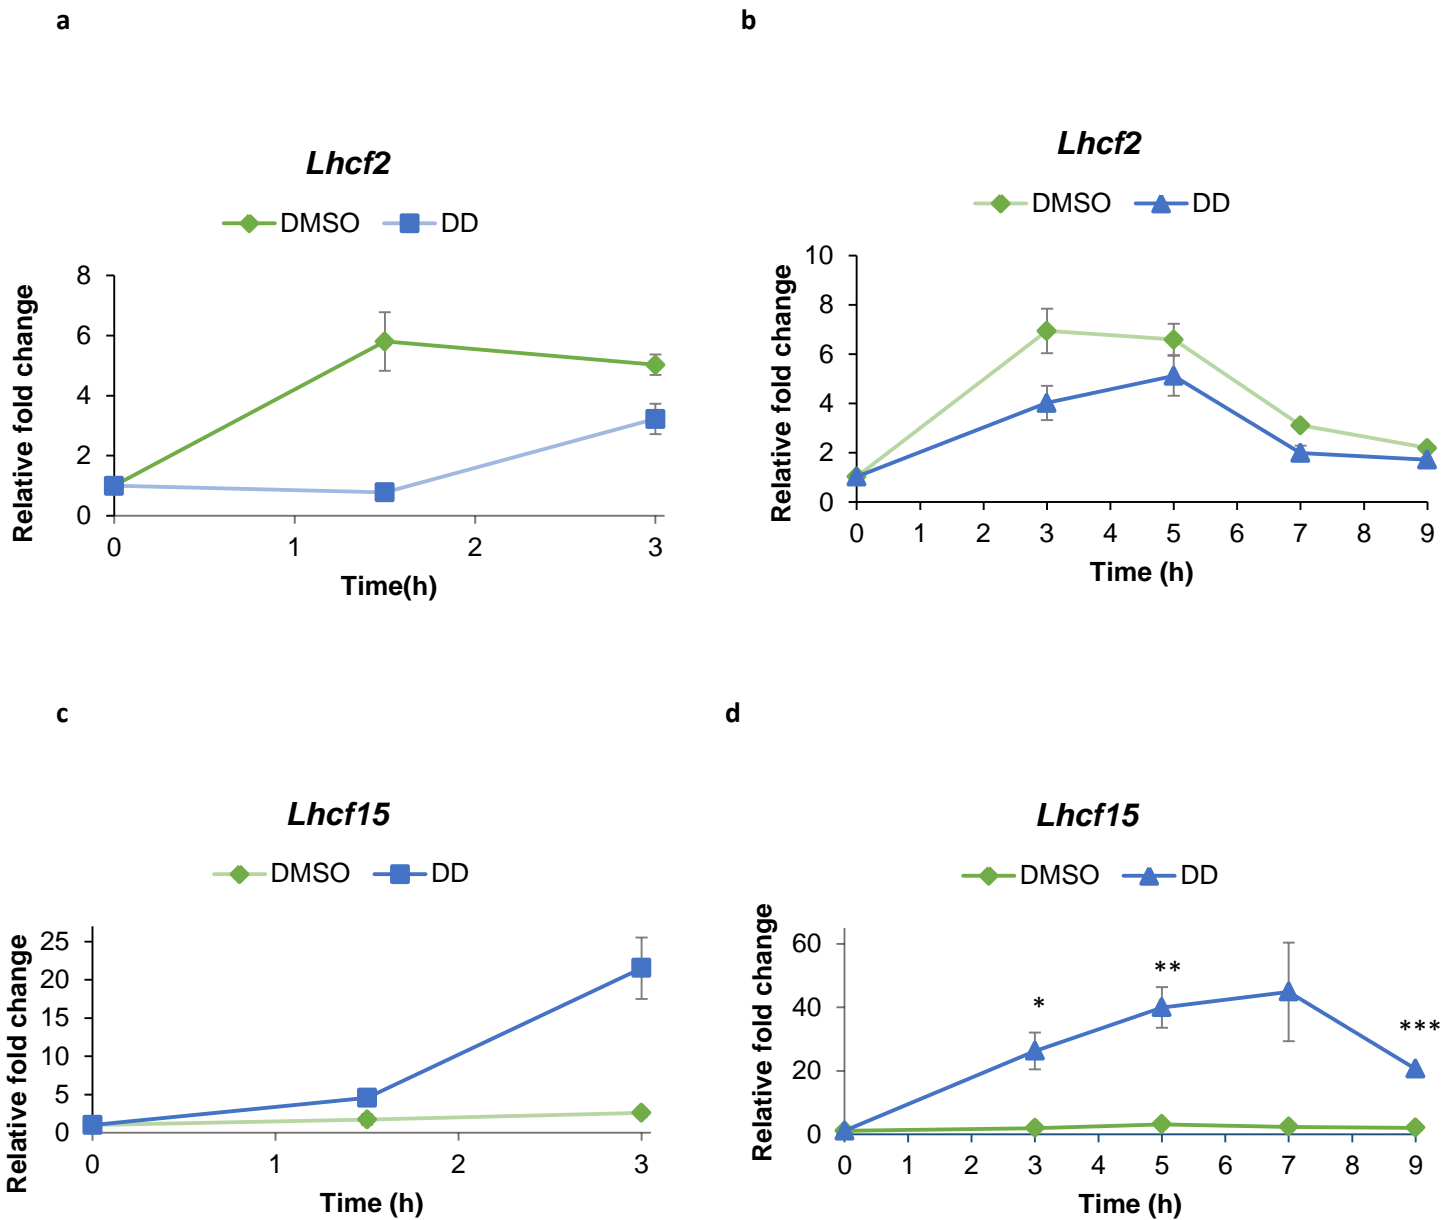 a
Lhcf2
DMSO DD
Relative fold change
8
6
4
2
0
0 1 2 3
Time(h)
b
Lhcf2
DMSO DD
Relative fold change
10
8
6
4
2
0
0 1 2 3 4 5 6 7 8 9
Time (h)
c
Lhcf15
DMSO DD
Relative fold change
25
20
15
10
5
0
0 1 2 3
Time (h)
d
Lhcf15
DMSO DD
Relative fold change
60
40
20
0
*
**
***
0 1 2 3 4 5 6 7 8 9
Time (h)